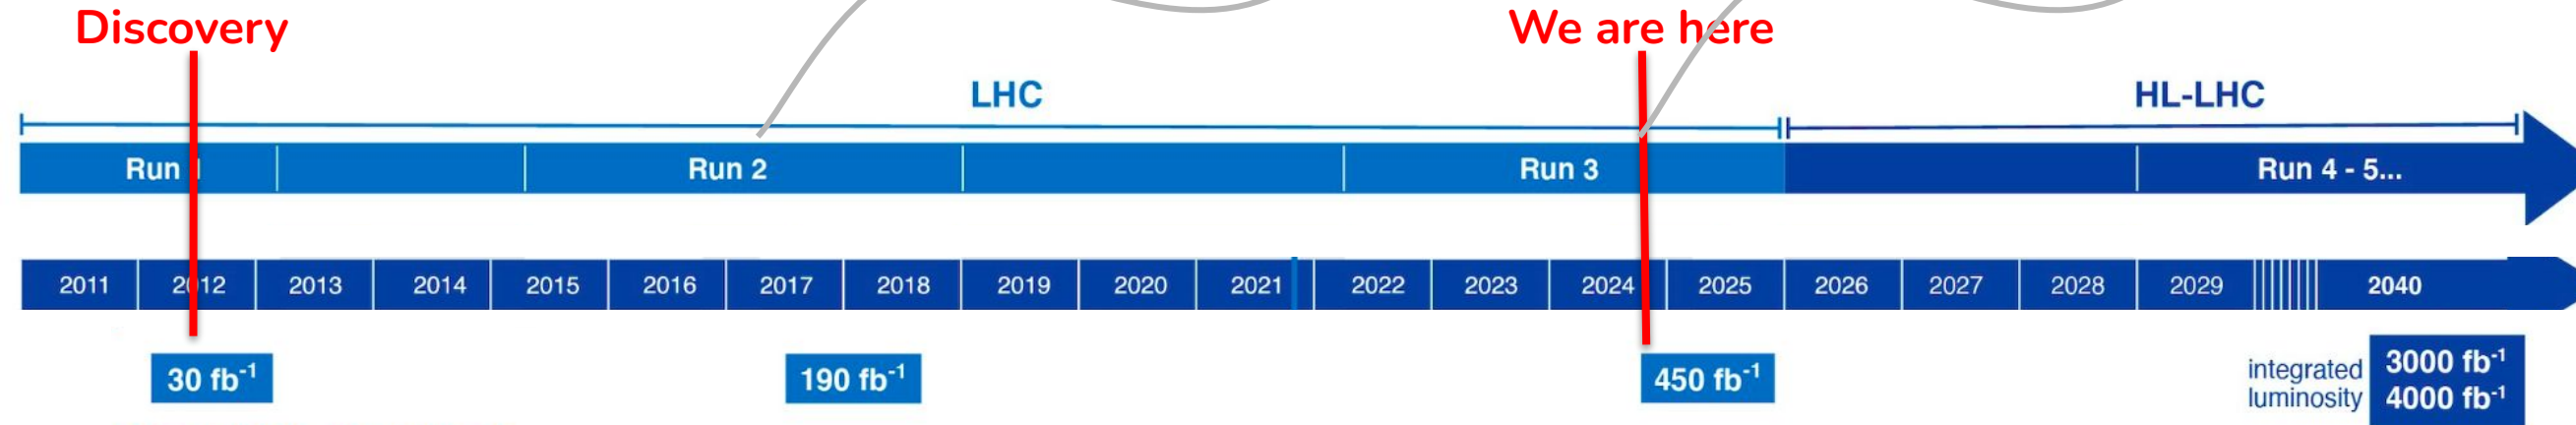 Discovery
We are here
LHC
HL-LHC
Run 1
Run 2
Run 3
Run 4 - 5...
2011 2012 2013 2014 2015 2016 2017 2018 2019 2020 2021 2022 2023 2024 2025 2026 2027 2028 2029 2040
30 fb⁻¹
190 fb⁻¹
450 fb⁻¹
integrated
luminosity
3000 fb⁻¹
4000 fb⁻¹